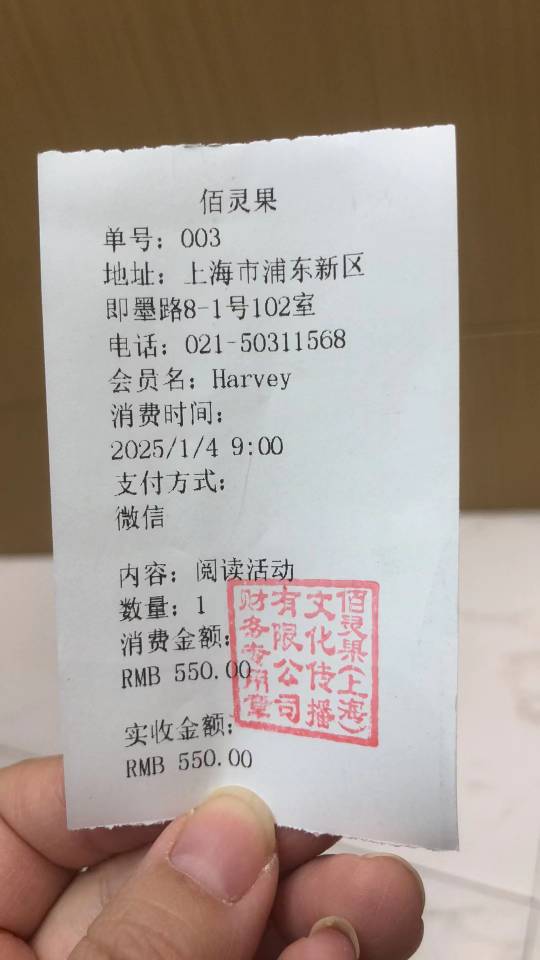 佰灵果
单号：003
地址：上海市浦东新区
即墨路8-1号102室
电话：021-50311568
会员名：Harvey
消费时间：
2025/1/4 9:00
支付方式：
微信
内容：阅读活动
数量：1
消费金额：
RMB 550.00
实收金额：
RMB 550.00
佰灵果(上海)
文化传播
有限公司
财务专用章